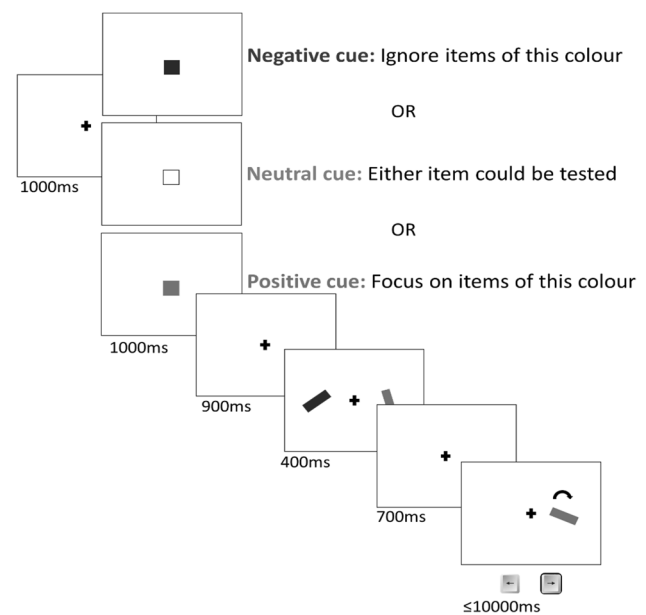 Negative cue: Ignore items of this colour
OR
1000ms
Neutral cue: Either item could be tested
OR
Positive cue: Focus on items of this colour
1000ms
900ms
400ms
700ms
≤10000ms